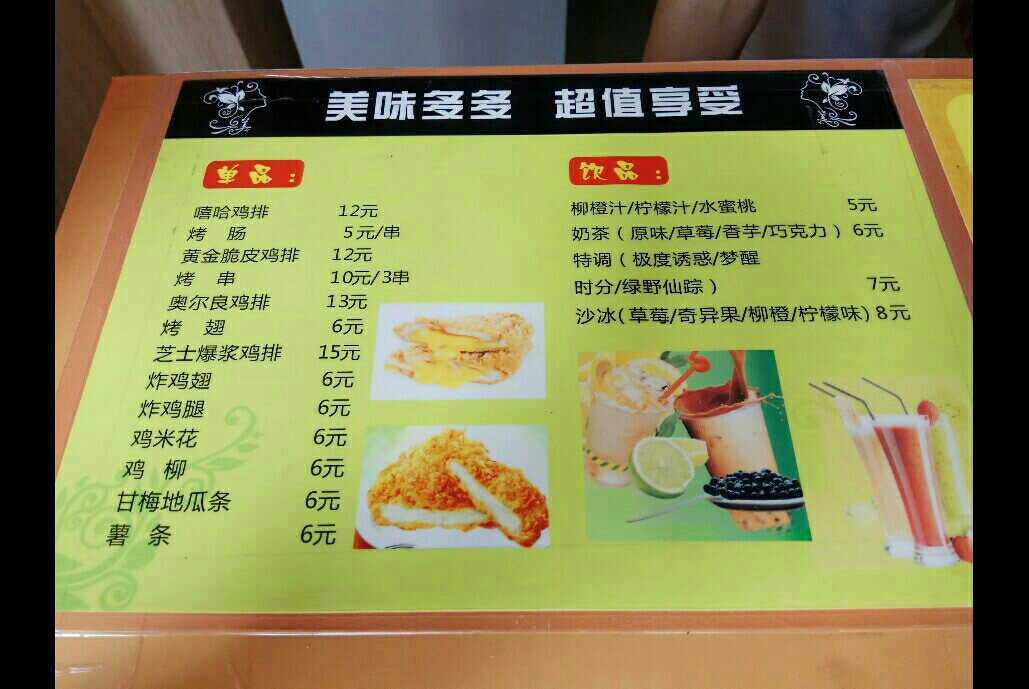 美味多多 超值享受
单品：
嘻哈鸡排 12元
烤 肠 5元/串
黄金脆皮鸡排 12元
烤 串 10元/3串
奥尔良鸡排 13元
烤 翅 6元
芝士爆浆鸡排 15元
炸鸡翅 6元
炸鸡腿 6元
鸡米花 6元
鸡 柳 6元
甘梅地瓜条 6元
薯 条 6元
饮品：
柳橙汁/柠檬汁/水蜜桃 5元
奶茶（原味/草莓/香芋/巧克力）6元
特调（极度诱惑/梦醒
时分/绿野仙踪） 7元
沙冰(草莓/奇异果/柳橙/柠檬味) 8元